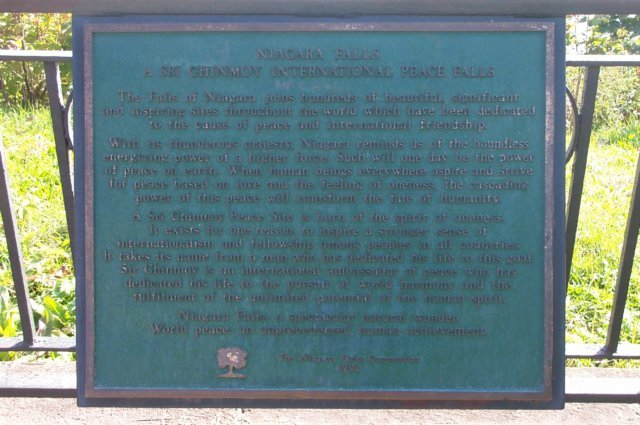 NIAGARA FALLS
A SRI CHINMOY INTERNATIONAL PEACE FALLS
The Falls of Niagara joins hundreds of beautiful, significant
and inspiring sites throughout the world which have been dedicated
to the cause of peace and international friendship.
With its thunderous majesty, Niagara reminds us of the boundless
energizing power of a higher force. Such will one day be the power
of peace on earth. When human beings everywhere aspire and strive
for peace based on love and the feeling of oneness, the cascading
power of this peace will transform the fate of humanity.
A Sri Chinmoy Peace Site is born of the spirit of oneness.
It exists for one reason: to inspire a stronger sense of
internationalism and fellowship among peoples in all countries.
It takes its name from a man who has dedicated his life to this goal.
Sri Chinmoy is an international ambassador of peace who has
dedicated his life to the pursuit of world harmony and the
fulfilment of the unlimited potential of the human spirit.
Niagara Falls: a spectacular natural wonder.
World peace: an unprecedented human achievement.
The Niagara Parks Commission